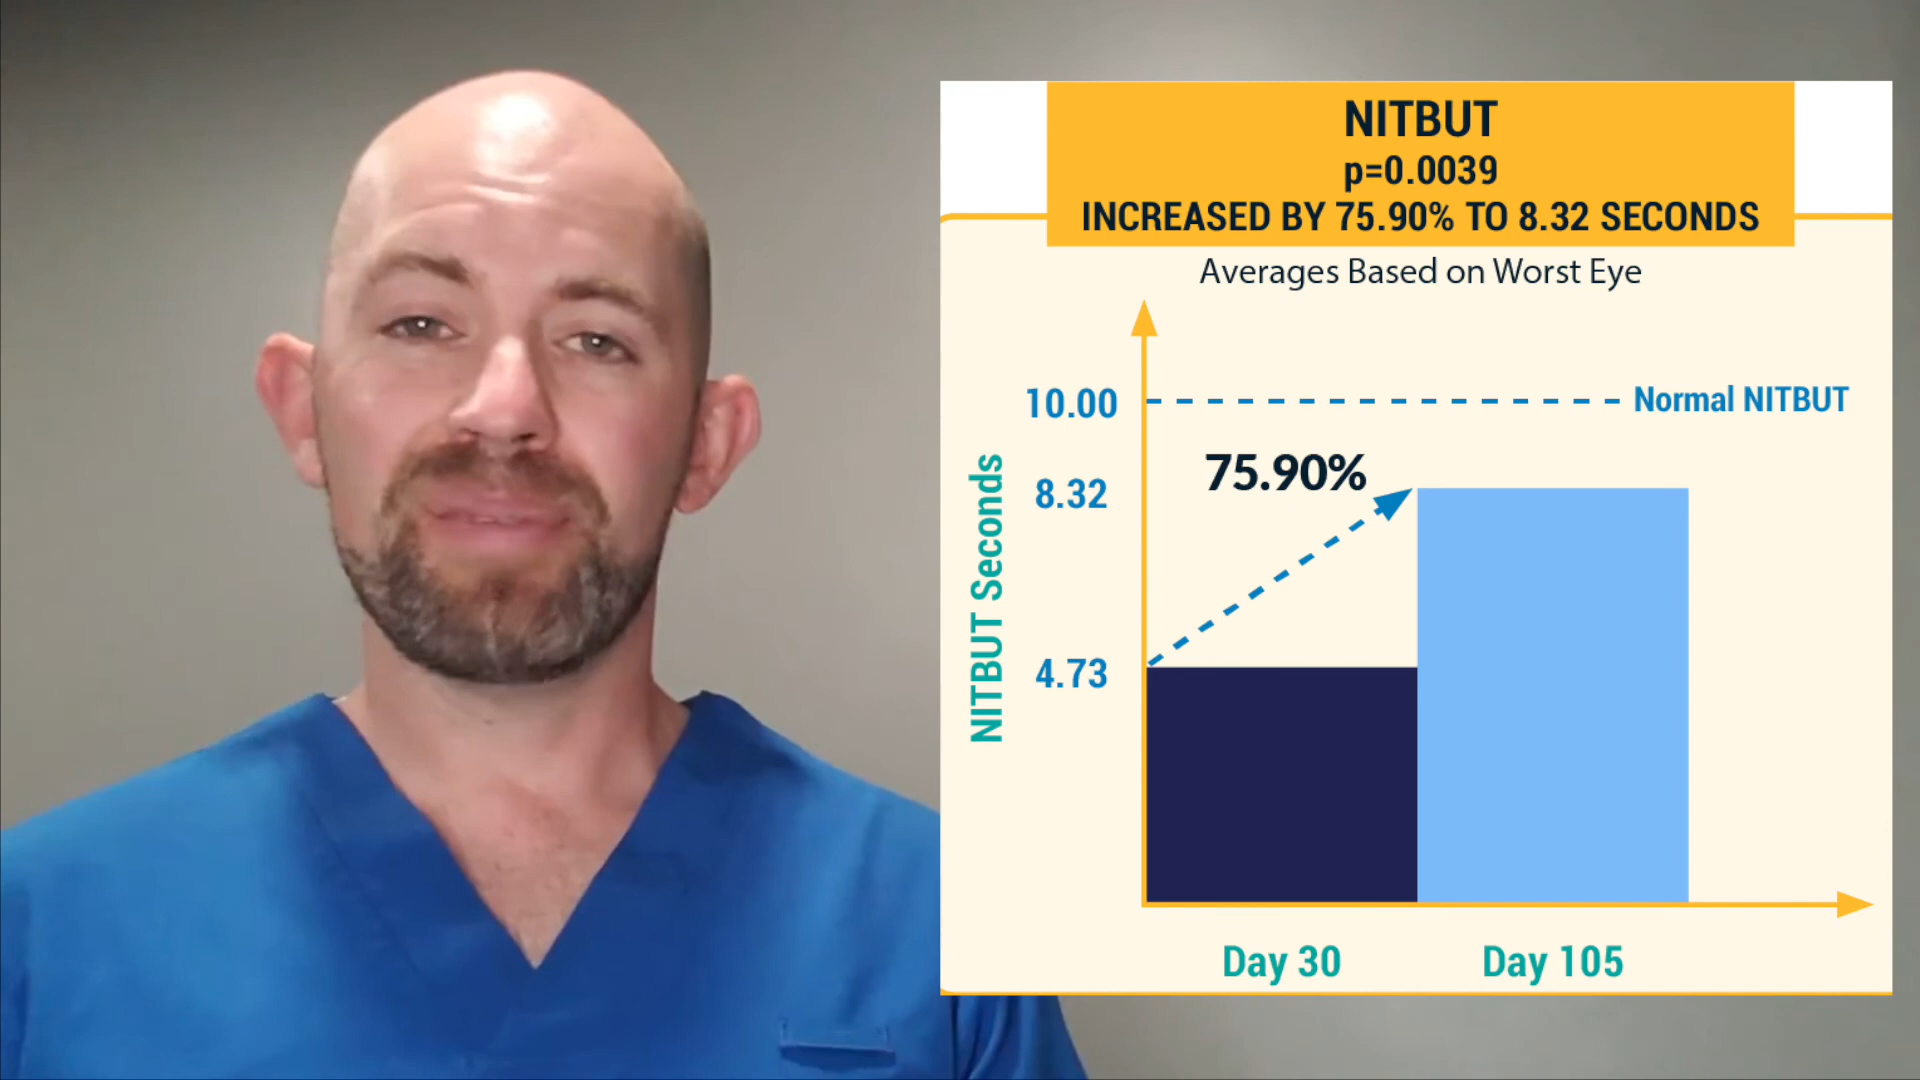 NITBUT
p=0.0039
INCREASED BY 75.90% TO 8.32 SECONDS
Averages Based on Worst Eye
10.00
Normal NITBUT
75.90%
8.32
4.73
NITBUT Seconds
Day 30
Day 105